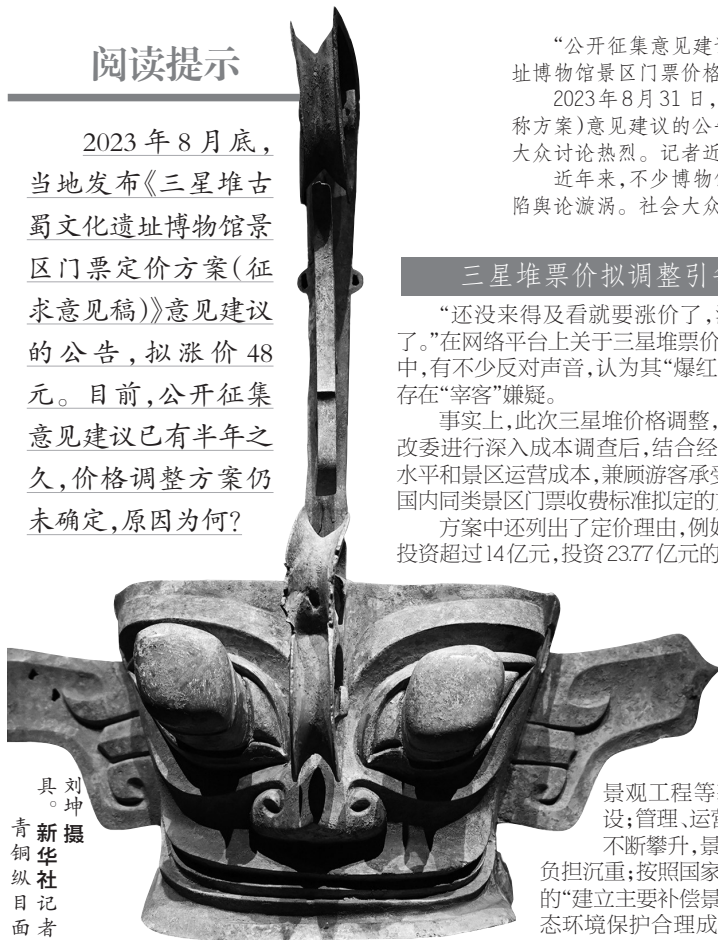 阅读提示
2023年8月底，
当地发布《三星堆古
蜀文化遗址博物馆景
区门票定价方案（征
求意见稿）》意见建议
的公告，拟涨价48
元。目前，公开征集
意见建议已有半年之
久，价格调整方案仍
未确定，原因为何？
“公开征集意见建
址博物馆景区门票价格
2023年8月31日，
称方案）意见建议的公
大众讨论热烈。记者近
近年来，不少博物
陷舆论漩涡。社会大众
三星堆票价拟调整引
“还没来得及看就要涨价了，
了。”在网络平台上关于三星堆票价
中，有不少反对声音，认为其“爆红
存在“宰客”嫌疑。
事实上，此次三星堆价格调整，
改委进行深入成本调查后，结合经
水平和景区运营成本，兼顾游客承
国内同类景区门票收费标准拟定的
方案中还列出了定价理由，例如
投资超过14亿元，投资23.77亿元的
景观工程等
设；管理、运营
不断攀升，景
负担沉重；按照国家
的“建立主要补偿景
态环境保护合理成
青铜纵目面
具。新华社记者
刘坤 摄